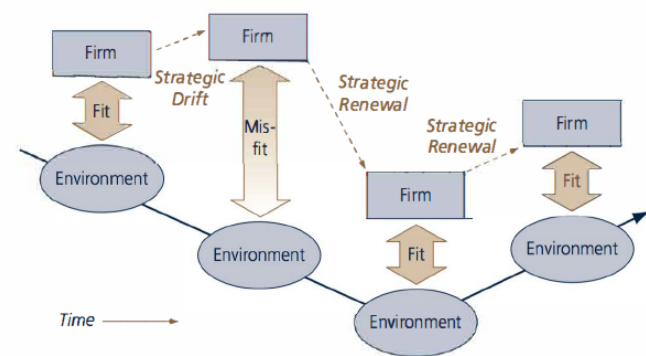 Firm
Firm
Strategic
Drift
Fit
Mis-
fit
Strategic
Renewal
Strategic
Renewal
Firm
Firm
Environment
Fit
Environment
Fit
Environment
Environment
Time